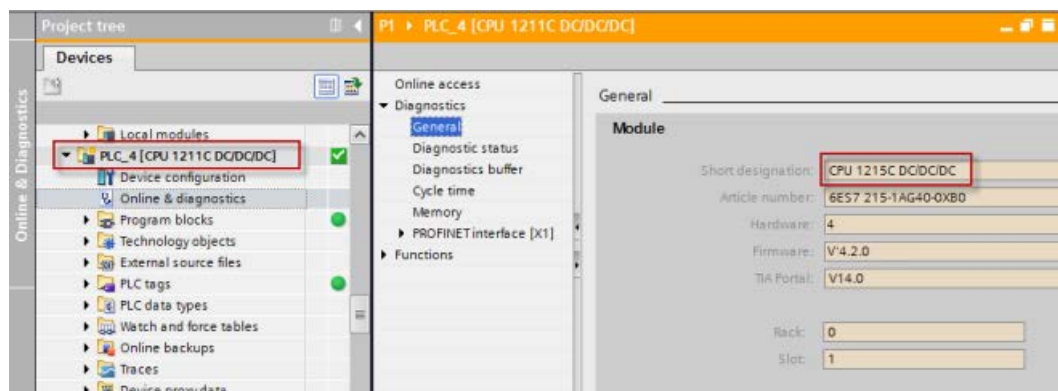 Project tree
Devices
Local modules
PLC_4 [CPU 1211C DC/DC/DC]
Device configuration
Online & diagnostics
Program blocks
Technology objects
External source files
PLC tags
PLC data types
Watch and force tables
Online backups
Traces
Device proxy data
Online & Diagnostics
P1 ▸ PLC_4 [CPU 1211C DC/DC/DC]
Online access
Diagnostics
General
Diagnostic status
Diagnostics buffer
Cycle time
Memory
PROFINET interface [X1]
Functions
General
Module
Short designation: CPU 1215C DC/DC/DC
Article number: 6ES7 215-1AG40-0XB0
Hardware: 4
Firmware: V'4.2.0
TIA Portal: V14.0
Rack: 0
Slot: 1